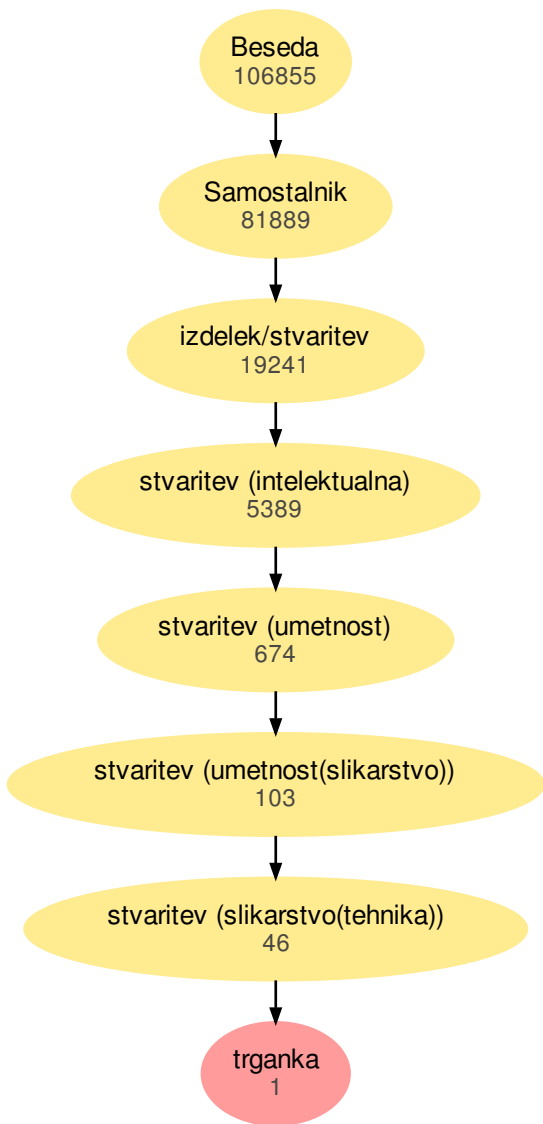 Beseda
106855
Samostalnik
81889
izdelek/stvaritev
19241
stvaritev (intelektualna)
5389
stvaritev (umetnost)
674
stvaritev (umetnost(slikarstvo))
103
stvaritev (slikarstvo(tehnika))
46
trganka
1